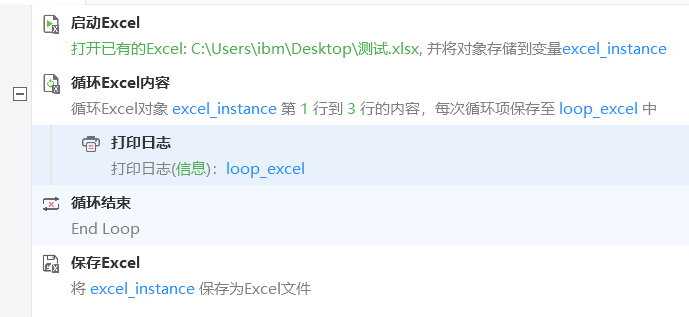 启动Excel
打开已有的Excel: C:\Users\ibm\Desktop\测试.xlsx, 并将对象存储到变量excel_instance
循环Excel内容
循环Excel对象 excel_instance 第 1 行到 3 行的内容，每次循环项保存至 loop_excel 中
打印日志
打印日志(信息)：loop_excel
循环结束
End Loop
保存Excel
将 excel_instance 保存为Excel文件